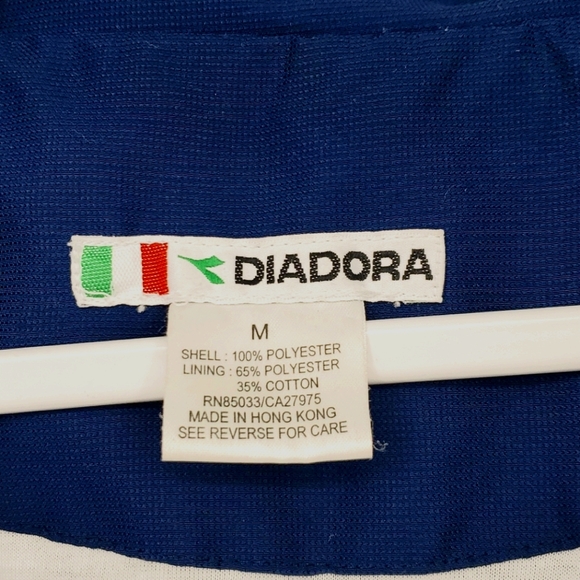 DIADORA
M
SHELL : 100% POLYESTER
LINING : 65% POLYESTER
35% COTTON
RN85033/CA27975
MADE IN HONG KONG
SEE REVERSE FOR CARE